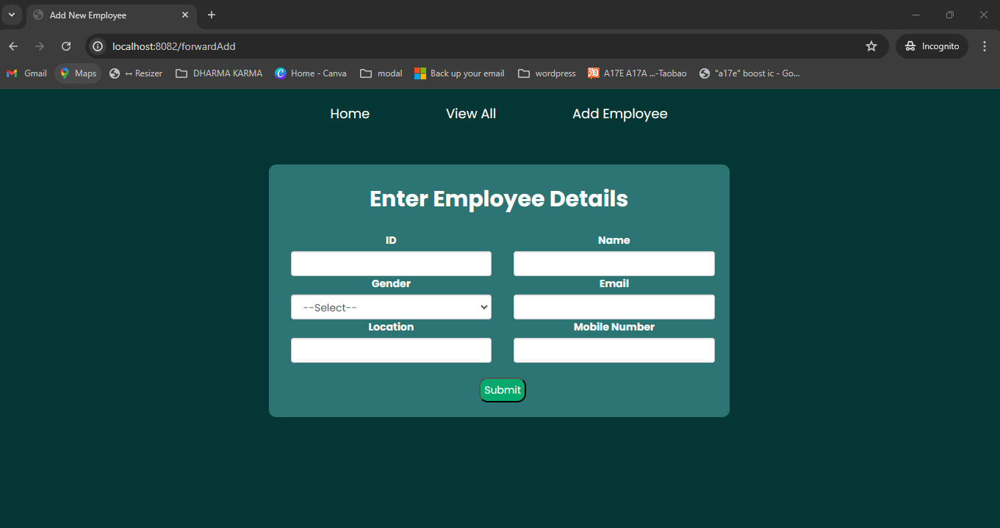 Add New Employee
localhost:8082/forwardAdd
Incognito
Gmail Maps ↔ Resizer DHARMA KARMA Home - Canva modal Back up your email wordpress 淘 A17E A17A ...-Taobao "a17e" boost ic - Go...
Home View All Add Employee
Enter Employee Details
ID Name
Gender Email
--Select--
Location Mobile Number
Submit